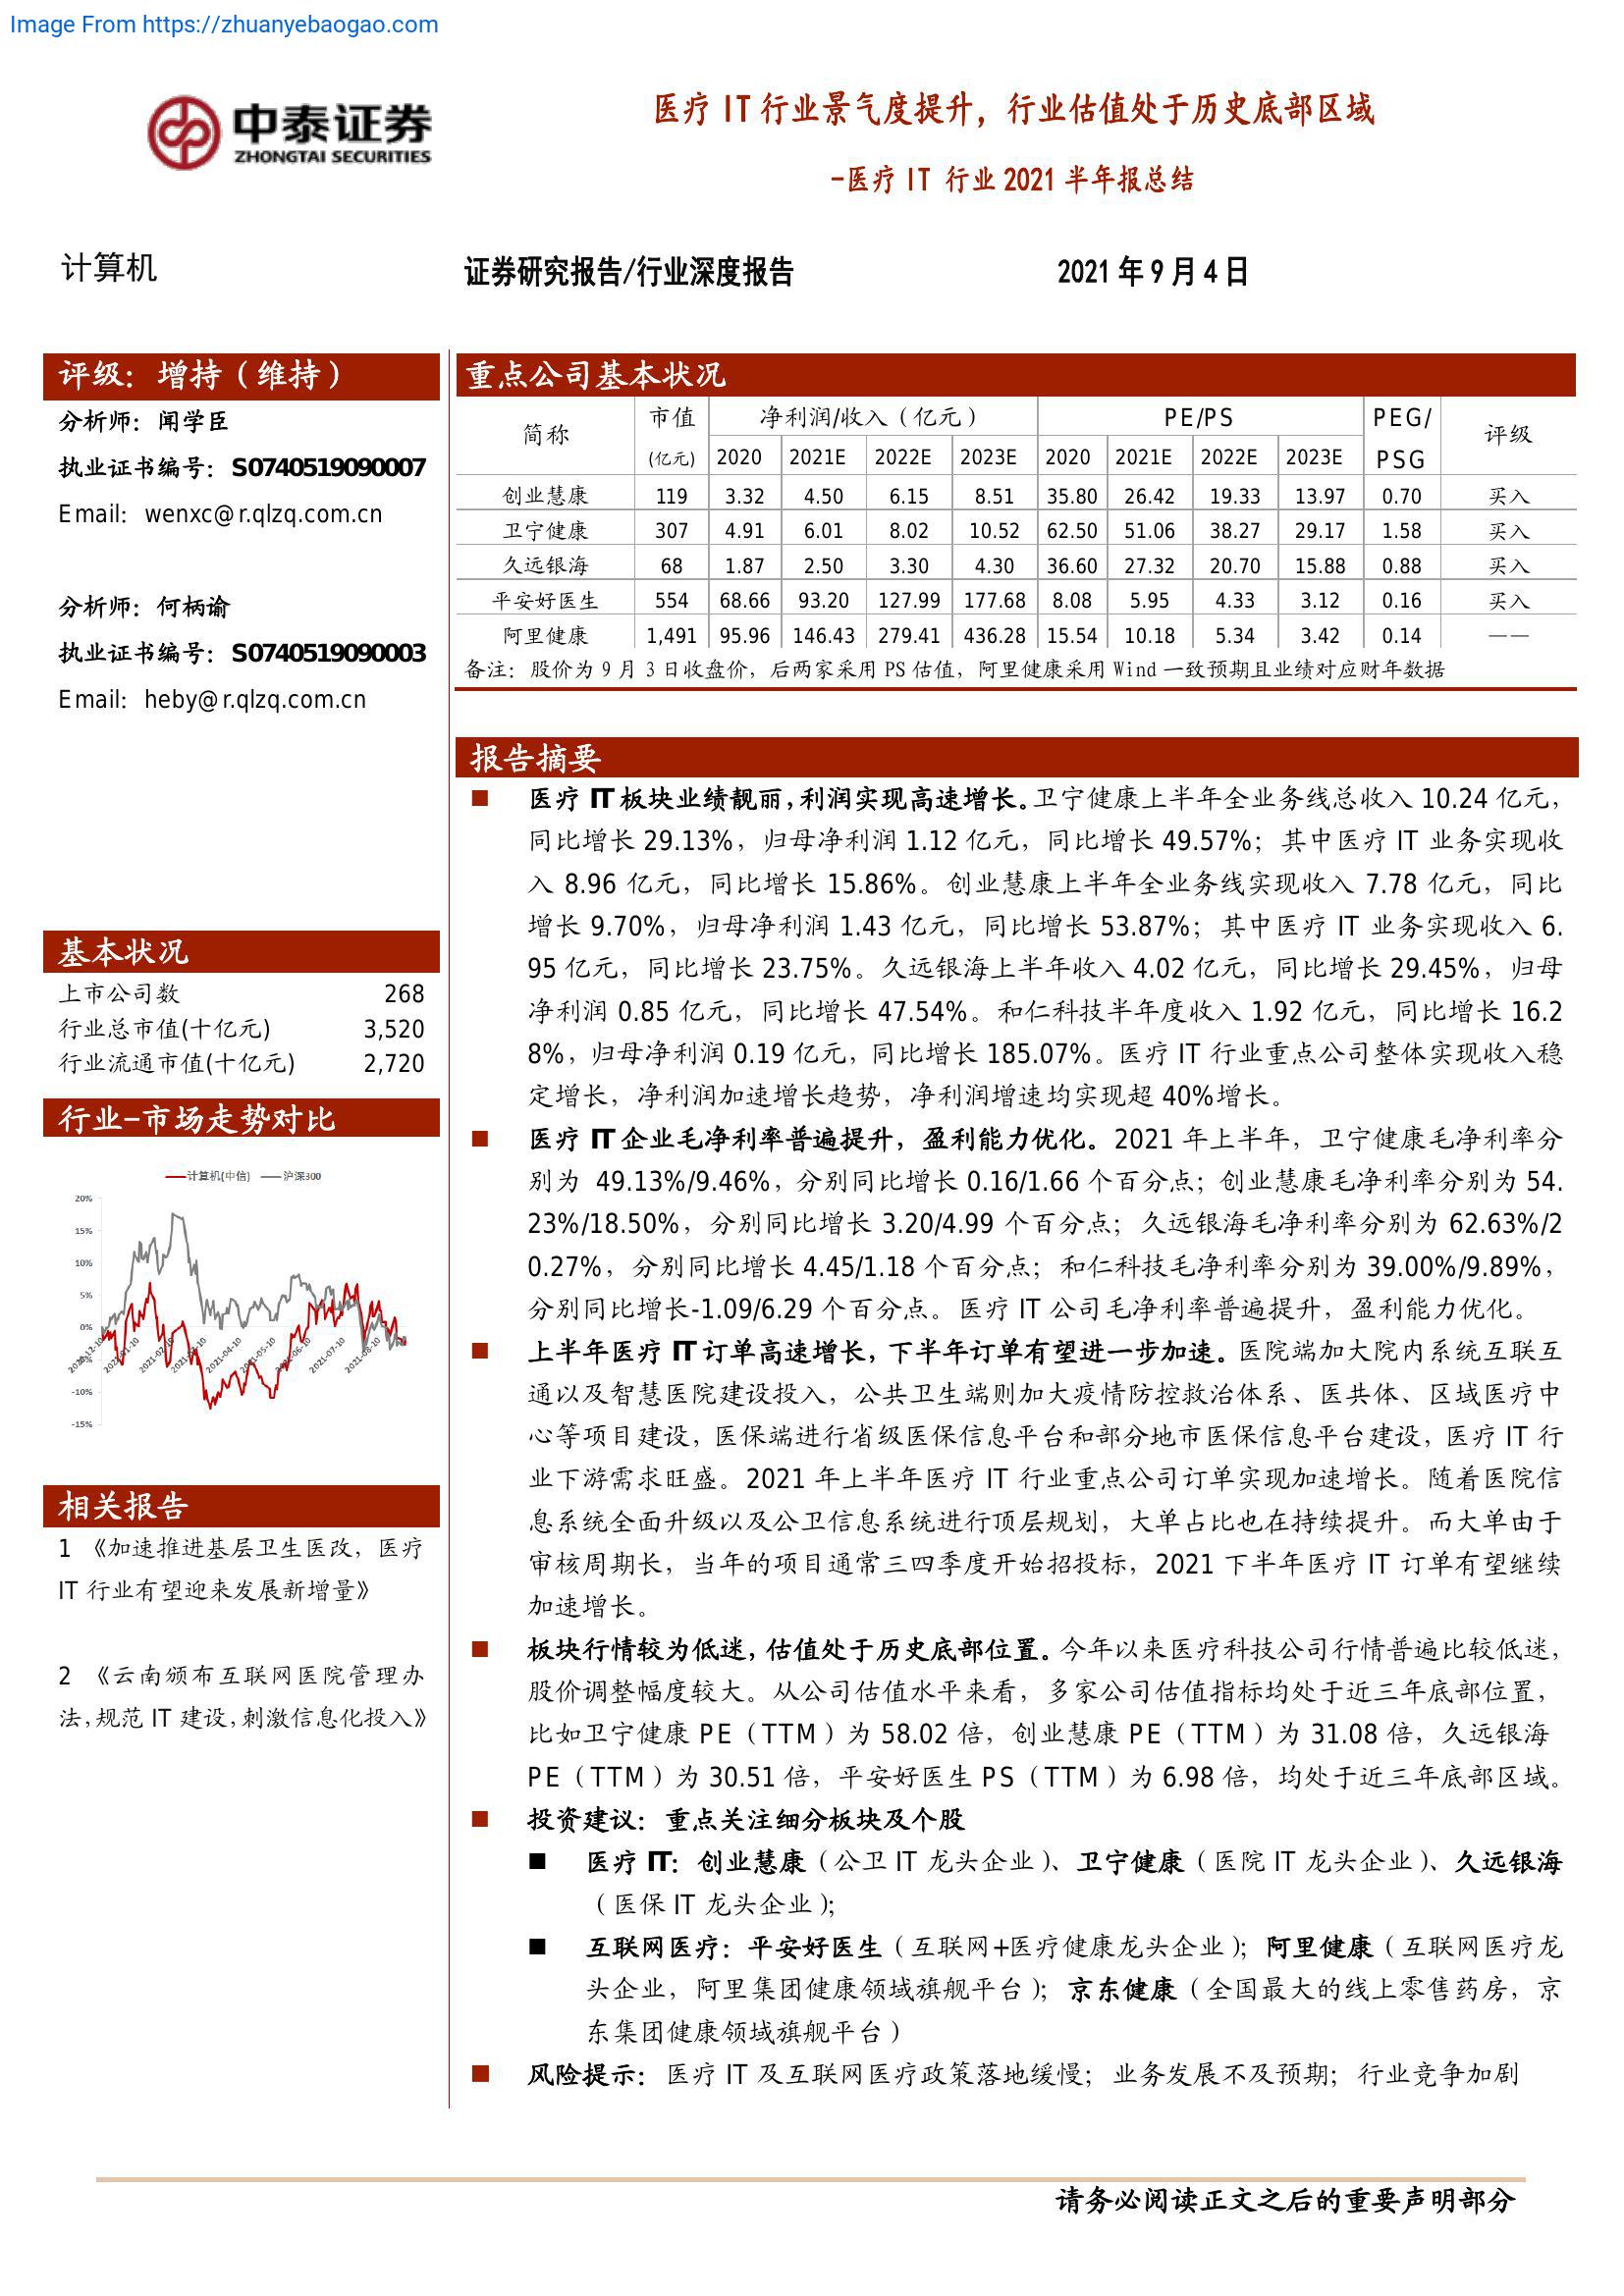 Image From https://zhuanyebaogao.com
中泰证券
ZHONGTAI SECURITIES
医疗 IT 行业景气度提升，行业估值处于历史底部区域
-医疗 IT 行业 2021 半年报总结
计算机
证券研究报告/行业深度报告
2021 年 9 月 4 日
评级：增持（维持）
分析师：闻学臣
执业证书编号：S0740519090007
Email：wenxc@r.qlzq.com.cn
分析师：何柄谕
执业证书编号：S0740519090003
Email：heby@r.qlzq.com.cn
基本状况
上市公司数 268
行业总市值(十亿元) 3,520
行业流通市值(十亿元) 2,720
行业-市场走势对比
计算机(中信) 沪深300
20%
15%
10%
5%
0%
-10%
-15%
2021-02-10
2021-04-10
2021-05-10
2021-06-10
2021-07-10
2021-08-10
相关报告
1 《加速推进基层卫生医改，医疗
IT 行业有望迎来发展新增量》
2 《云南颁布互联网医院管理办
法，规范 IT 建设，刺激信息化投入》
重点公司基本状况
简称 市值 净利润/收入（亿元） PE/PS PEG/ 评级
(亿元) 2020 2021E 2022E 2023E 2020 2021E 2022E 2023E PSG
创业慧康 119 3.32 4.50 6.15 8.51 35.80 26.42 19.33 13.97 0.70 买入
卫宁健康 307 4.91 6.01 8.02 10.52 62.50 51.06 38.27 29.17 1.58 买入
久远银海 68 1.87 2.50 3.30 4.30 36.60 27.32 20.70 15.88 0.88 买入
平安好医生 554 68.66 93.20 127.99 177.68 8.08 5.95 4.33 3.12 0.16 买入
阿里健康 1,491 95.96 146.43 279.41 436.28 15.54 10.18 5.34 3.42 0.14 ——
备注：股价为 9 月 3 日收盘价，后两家采用 PS 估值，阿里健康采用 Wind 一致预期且业绩对应财年数据
报告摘要
■ 医疗 IT 板块业绩靓丽，利润实现高速增长。卫宁健康上半年全业务线总收入 10.24 亿元，
同比增长 29.13%，归母净利润 1.12 亿元，同比增长 49.57%；其中医疗 IT 业务实现收
入 8.96 亿元，同比增长 15.86%。创业慧康上半年全业务线实现收入 7.78 亿元，同比
增长 9.70%，归母净利润 1.43 亿元，同比增长 53.87%；其中医疗 IT 业务实现收入 6.
95 亿元，同比增长 23.75%。久远银海上半年收入 4.02 亿元，同比增长 29.45%，归母
净利润 0.85 亿元，同比增长 47.54%。和仁科技半年度收入 1.92 亿元，同比增长 16.2
8%，归母净利润 0.19 亿元，同比增长 185.07%。医疗 IT 行业重点公司整体实现收入稳
定增长，净利润加速增长趋势，净利润增速均实现超 40%增长。
■ 医疗 IT 企业毛净利率普遍提升，盈利能力优化。2021 年上半年，卫宁健康毛净利率分
别为 49.13%/9.46%，分别同比增长 0.16/1.66 个百分点；创业慧康毛净利率分别为 54.
23%/18.50%，分别同比增长 3.20/4.99 个百分点；久远银海毛净利率分别为 62.63%/2
0.27%，分别同比增长 4.45/1.18 个百分点；和仁科技毛净利率分别为 39.00%/9.89%，
分别同比增长-1.09/6.29 个百分点。医疗 IT 公司毛净利率普遍提升，盈利能力优化。
■ 上半年医疗 IT 订单高速增长，下半年订单有望进一步加速。医院端加大院内系统互联互
通以及智慧医院建设投入，公共卫生端则加大疫情防控救治体系、医共体、区域医疗中
心等项目建设，医保端进行省级医保信息平台和部分地市医保信息平台建设，医疗 IT 行
业下游需求旺盛。2021 年上半年医疗 IT 行业重点公司订单实现加速增长。随着医院信
息系统全面升级以及公卫信息系统进行顶层规划，大单占比也在持续提升。而大单由于
审核周期长，当年的项目通常三四季度开始招投标，2021 下半年医疗 IT 订单有望继续
加速增长。
■ 板块行情较为低迷，估值处于历史底部位置。今年以来医疗科技公司行情普遍比较低迷，
股价调整幅度较大。从公司估值水平来看，多家公司估值指标均处于近三年底部位置，
比如卫宁健康 PE（TTM）为 58.02 倍，创业慧康 PE（TTM）为 31.08 倍，久远银海
PE（TTM）为 30.51 倍，平安好医生 PS（TTM）为 6.98 倍，均处于近三年底部区域。
■ 投资建议：重点关注细分板块及个股
■ 医疗 IT：创业慧康（公卫 IT 龙头企业）、卫宁健康（医院 IT 龙头企业）、久远银海
（医保 IT 龙头企业）；
■ 互联网医疗：平安好医生（互联网+医疗健康龙头企业）；阿里健康（互联网医疗龙
头企业，阿里集团健康领域旗舰平台）；京东健康（全国最大的线上零售药房，京
东集团健康领域旗舰平台）
■ 风险提示：医疗 IT 及互联网医疗政策落地缓慢；业务发展不及预期；行业竞争加剧
请务必阅读正文之后的重要声明部分